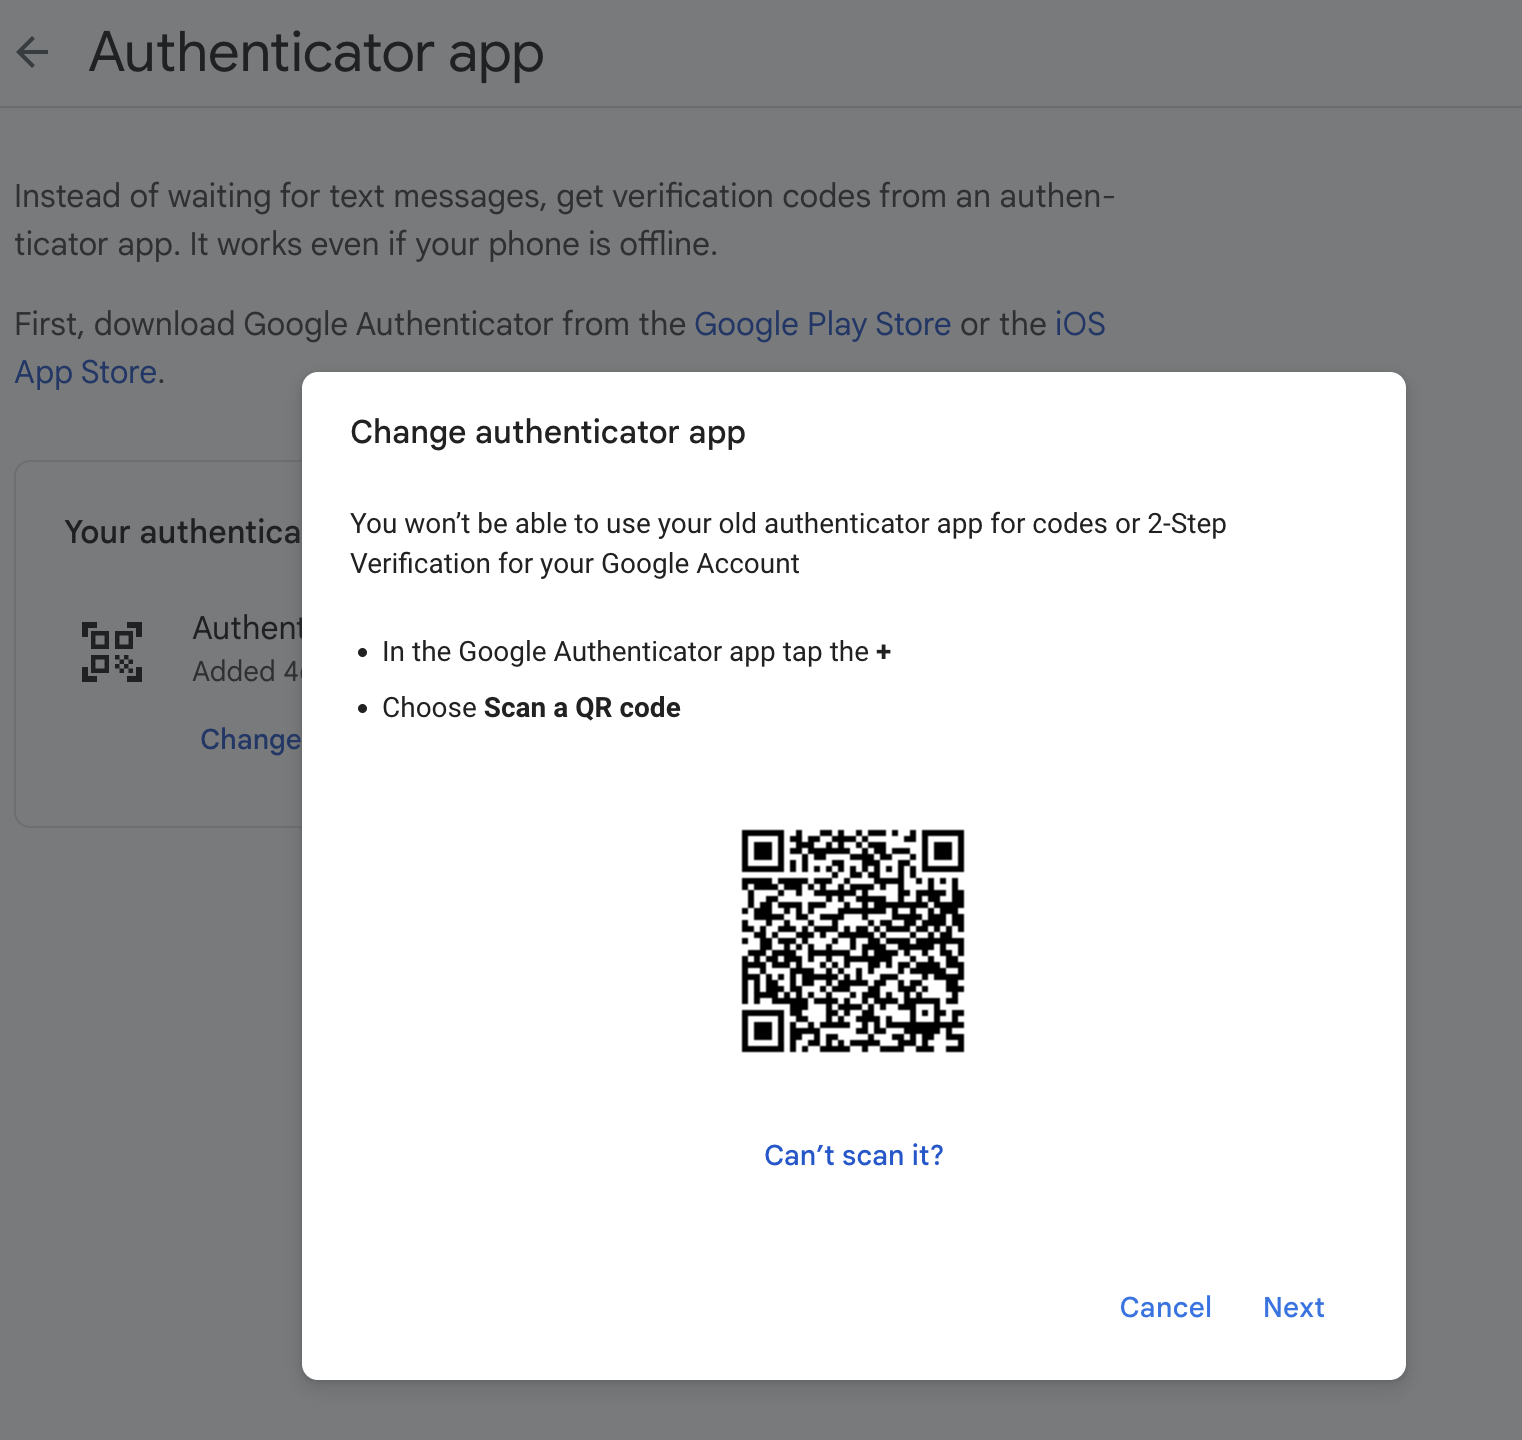 Authenticator app
Instead of waiting for text messages, get verification codes from an authen-
ticator app. It works even if your phone is offline.
First, download Google Authenticator from the Google Play Store or the iOS
App Store.
Your authentica
Authent
Added 4
Change
Change authenticator app
You won’t be able to use your old authenticator app for codes or 2-Step
Verification for your Google Account
• In the Google Authenticator app tap the +
• Choose Scan a QR code
Can’t scan it?
Cancel Next